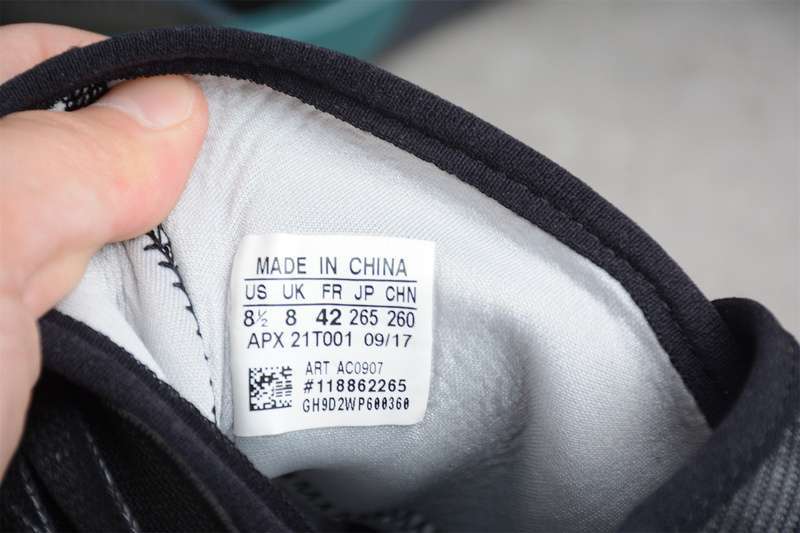 MADE IN CHINA
US UK FR JP CHN
8½ 8 42 265 260
APX 21T001 09/17
ART AC0907
#118862265
GH9D2WP600360